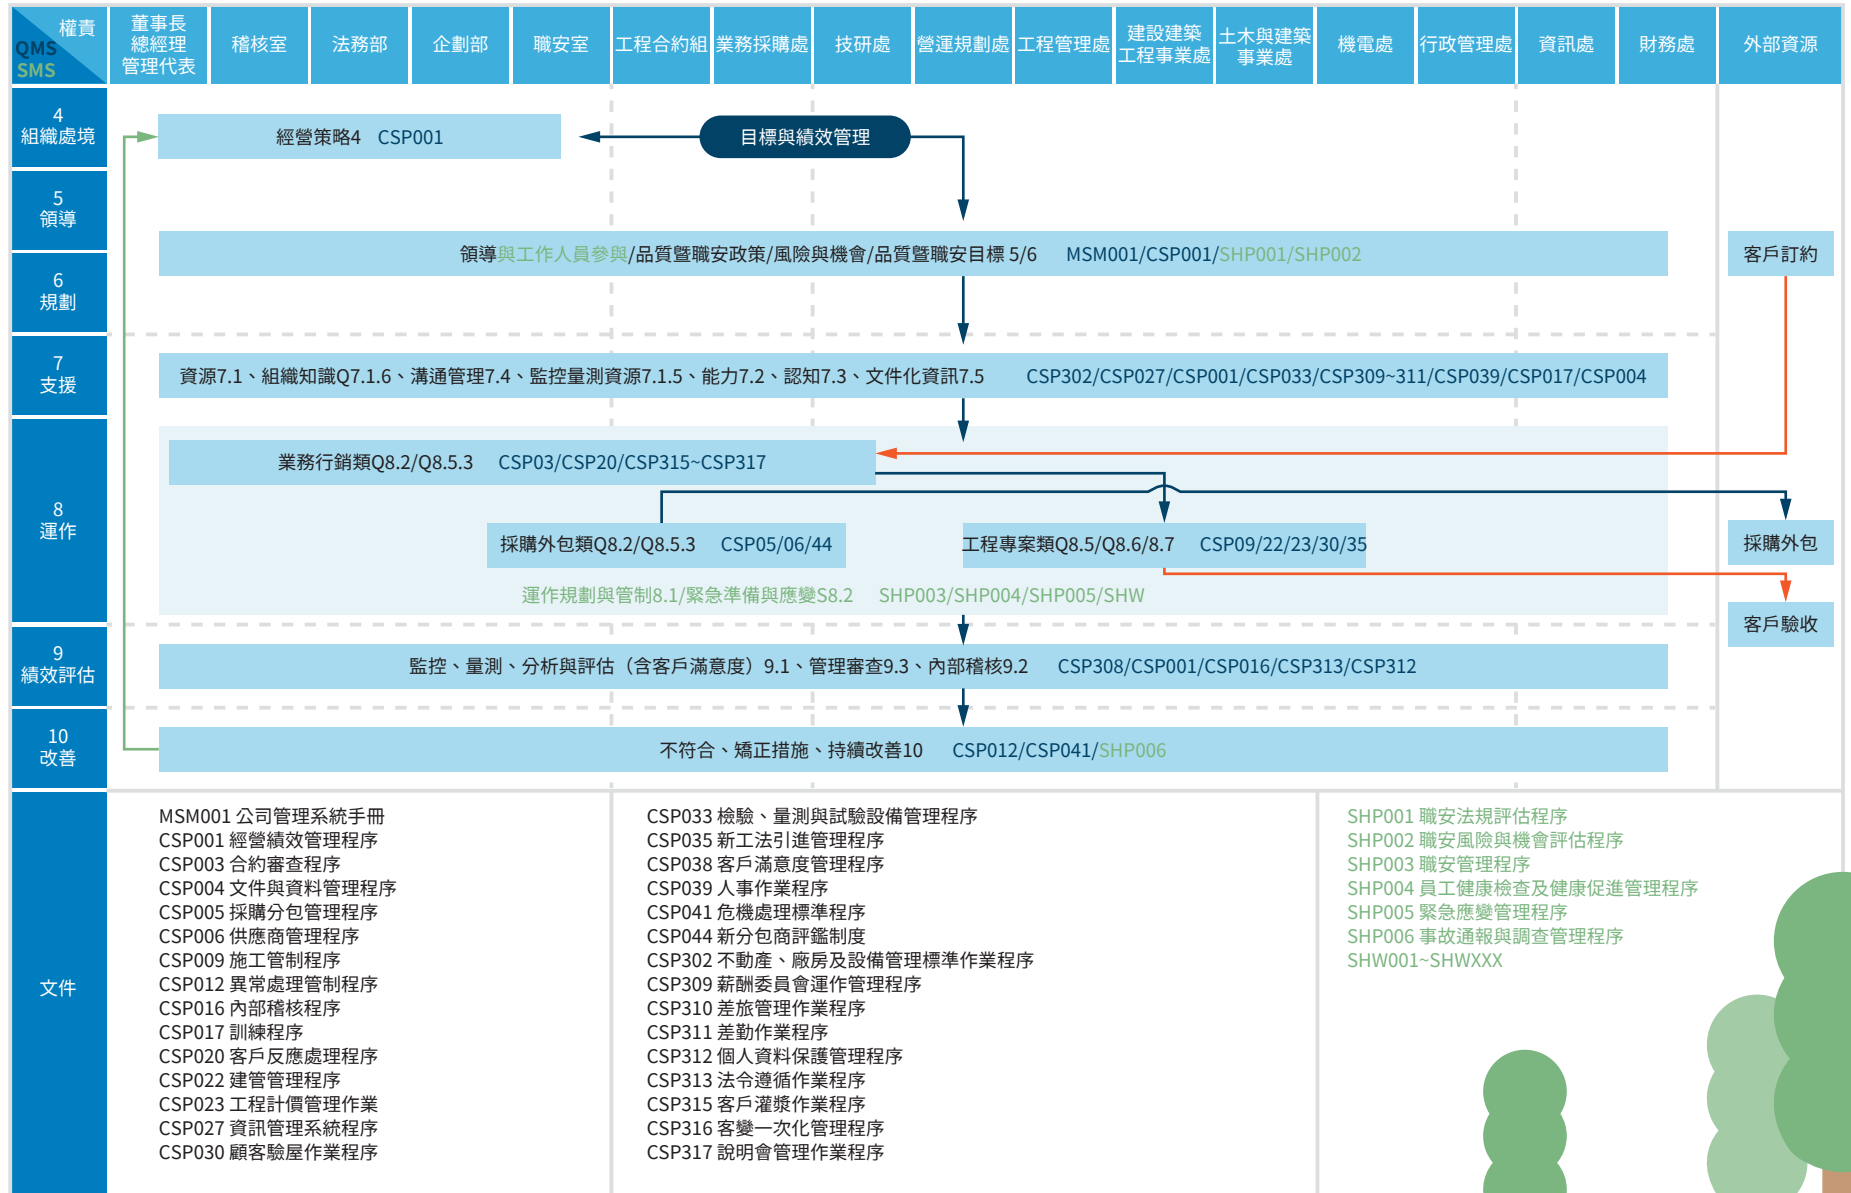 權責
QMS
SMS
董事長
總經理
管理代表
稽核室
法務部
企劃部
職安室
工程合約組
業務採購處
技研處
營運規劃處
工程管理處
建設建築
工程事業處
土木與建築
事業處
機電處
行政管理處
資訊處
財務處
外部資源
4
組織處境
經營策略4 CSP001
目標與績效管理
5
領導
領導與工作人員參與/品質暨職安政策/風險與機會/品質暨職安目標 5/6 MSM001/CSP001/SHP001/SHP002
客戶訂約
6
規劃
7
支援
資源7.1、組織知識Q7.1.6、溝通管理7.4、監控量測資源7.1.5、能力7.2、認知7.3、文件化資訊7.5 CSP302/CSP027/CSP001/CSP033/CSP309~311/CSP039/CSP017/CSP004
8
運作
業務行銷類Q8.2/Q8.5.3 CSP03/CSP20/CSP315~CSP317
採購外包類Q8.2/Q8.5.3 CSP05/06/44
工程專案類Q8.5/Q8.6/8.7 CSP09/22/23/30/35
採購外包
運作規劃與管制8.1/緊急準備與應變S8.2 SHP003/SHP004/SHP005/SHW
客戶驗收
9
績效評估
監控、量測、分析與評估（含客戶滿意度）9.1、管理審查9.3、內部稽核9.2 CSP308/CSP001/CSP016/CSP313/CSP312
10
改善
不符合、矯正措施、持續改善10 CSP012/CSP041/SHP006
文件
MSM001 公司管理系統手冊
CSP001 經營績效管理程序
CSP003 合約審查程序
CSP004 文件與資料管理程序
CSP005 採購分包管理程序
CSP006 供應商管理程序
CSP009 施工管制程序
CSP012 異常處理管制程序
CSP016 內部稽核程序
CSP017 訓練程序
CSP020 客戶反應處理程序
CSP022 建管管理程序
CSP023 工程計價管理作業
CSP027 資訊管理系統程序
CSP030 顧客驗屋作業程序
CSP033 檢驗、量測與試驗設備管理程序
CSP035 新工法引進管理程序
CSP038 客戶滿意度管理程序
CSP039 人事作業程序
CSP041 危機處理標準程序
CSP044 新分包商評鑑制度
CSP302 不動產、廠房及設備管理標準作業程序
CSP309 薪酬委員會運作管理程序
CSP310 差旅管理作業程序
CSP311 差勤作業程序
CSP312 個人資料保護管理程序
CSP313 法令遵循作業程序
CSP315 客戶灌漿作業程序
CSP316 客變一次化管理程序
CSP317 說明會管理作業程序
SHP001 職安法規評估程序
SHP002 職安風險與機會評估程序
SHP003 職安管理程序
SHP004 員工健康檢查及健康促進管理程序
SHP005 緊急應變管理程序
SHP006 事故通報與調查管理程序
SHW001~SHWXXX